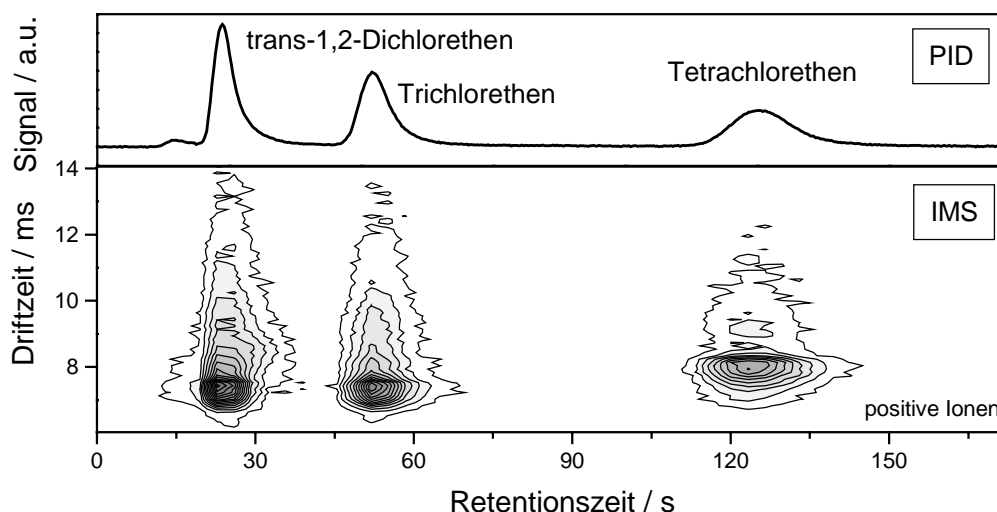 Signal / a.u.
trans-1,2-Dichlorethen
Trichlorethen
Tetrachlorethen
PID
Driftzeit / ms
14
12
10
8
IMS
positive Ionen
0 30 60 90 120 150
Retentionszeit / s